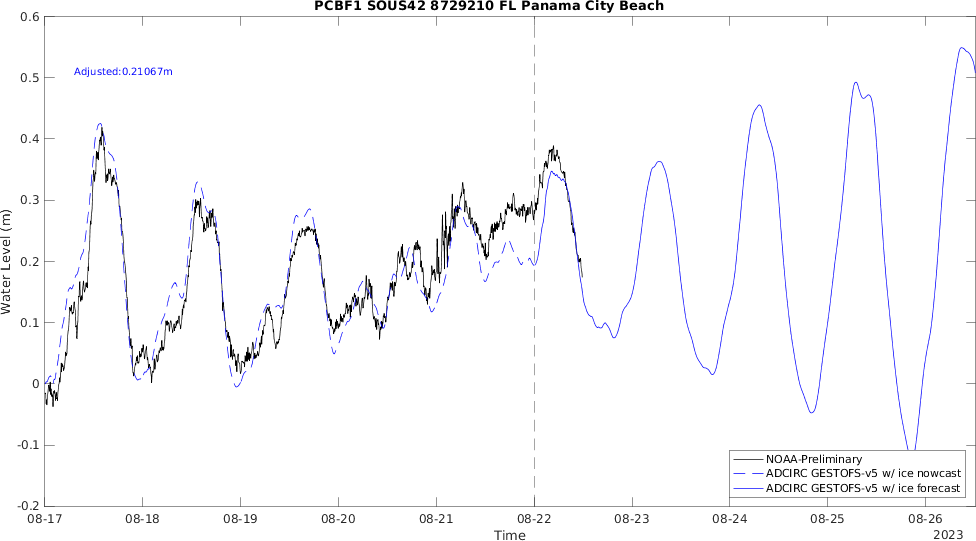 PCBF1 SOUS42 8729210 FL Panama City Beach
0.6
0.5
0.4
0.3
0.2
0.1
0
-0.1
-0.2
Water Level (m)
Adjusted:0.21067m
NOAA-Preliminary
ADCIRC GESTOFS-v5 w/ ice nowcast
ADCIRC GESTOFS-v5 w/ ice forecast
08-17 08-18 08-19 08-20 08-21 08-22 08-23 08-24 08-25 08-26
Time
2023